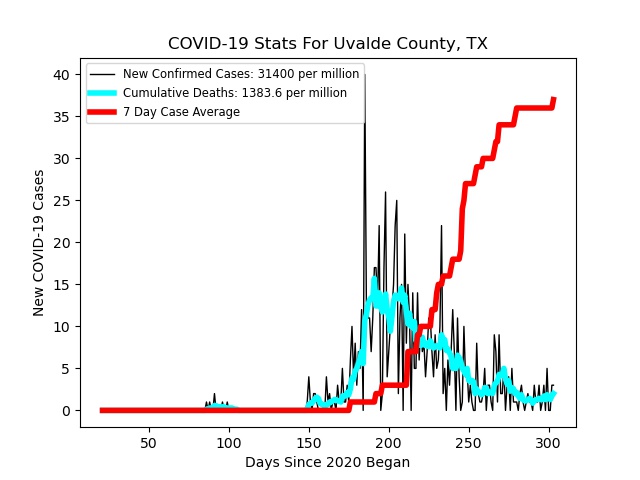 COVID-19 Stats For Uvalde County, TX
New Confirmed Cases: 31400 per million
Cumulative Deaths: 1383.6 per million
7 Day Case Average
40
35
30
25
20
15
10
5
0
New COVID-19 Cases
50 100 150 200 250 300
Days Since 2020 Began